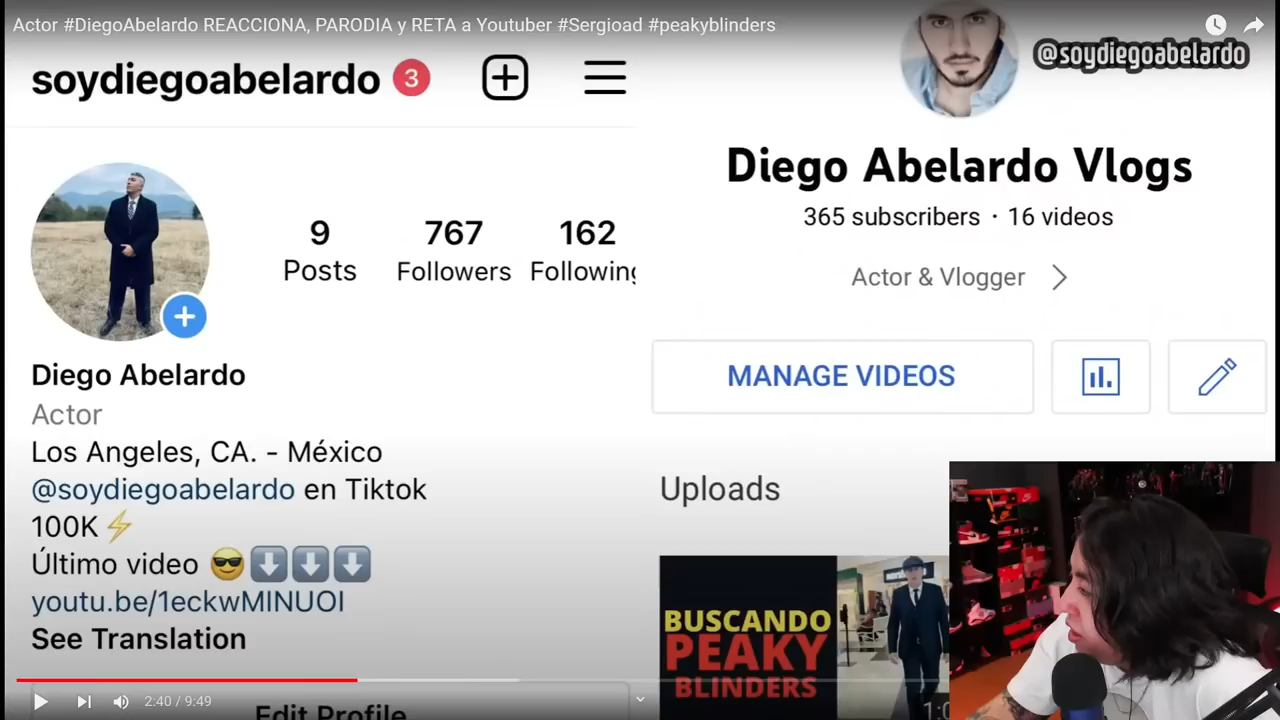 Actor #DiegoAbelardo REACCIONA, PARODIA y RETA a Youtuber #Sergioad #peakyblinders
@soydiegoabelardo
soydiegoabelardo 3
Diego Abelardo Vlogs
365 subscribers · 16 videos
Actor & Vlogger
9 767 162
Posts Followers Following
Diego Abelardo
Actor
Los Angeles, CA. - México
@soydiegoabelardo en Tiktok
100K⚡
Último video 😎⬇️⬇️⬇️
youtu.be/1eckwMINUOI
See Translation
Edit Profile
MANAGE VIDEOS
Uploads
BUSCANDO
PEAKY
BLINDERS
2:40 / 9:49